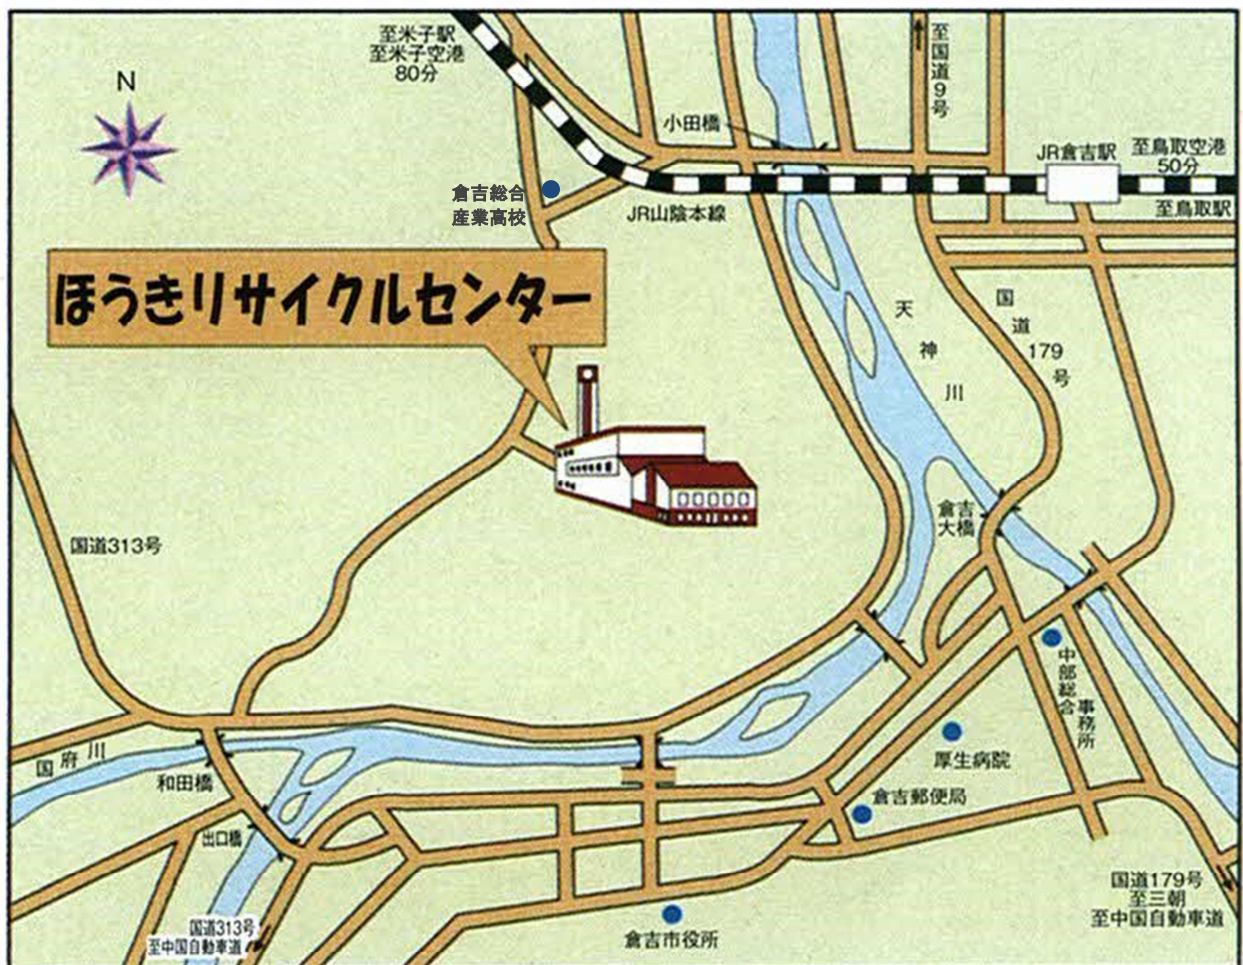 至米子駅
至米子空港
80分
至国道9号
N
小田橋
JR倉吉駅
至鳥取空港
50分
倉吉総合
産業高校
JR山陰本線
至鳥取駅
ほうきリサイクルセンター
天神川
国道179号
倉吉
大橋
国道313号
中部総合
事務所
国府川
和田橋
厚生病院
倉吉郵便局
出口橋
国道179号
至三朝
至中国自動車道
国道313号
至中国自動車道
倉吉市役所